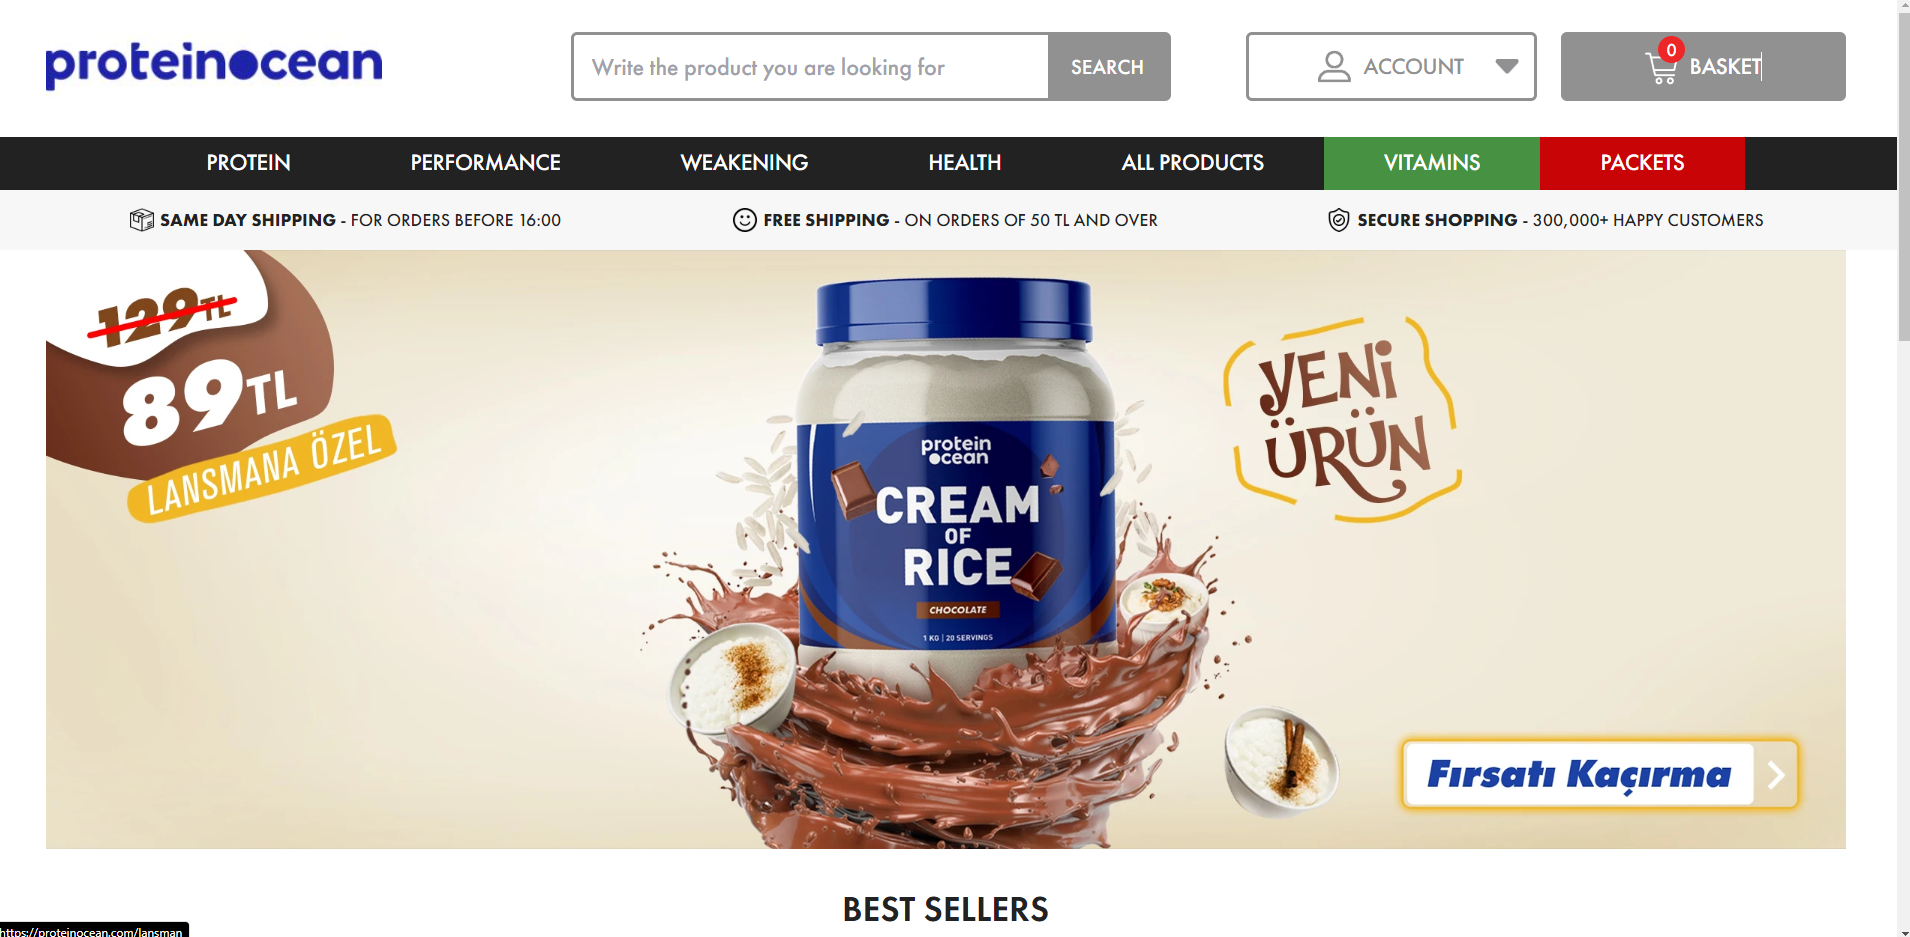 proteinocean
Write the product you are looking for
SEARCH
ACCOUNT
0
BASKET
PROTEIN
PERFORMANCE
WEAKENING
HEALTH
ALL PRODUCTS
VITAMINS
PACKETS
SAME DAY SHIPPING - FOR ORDERS BEFORE 16:00
FREE SHIPPING - ON ORDERS OF 50 TL AND OVER
SECURE SHOPPING - 300,000+ HAPPY CUSTOMERS
129TL
89TL
LANSMANA ÖZEL
protein
ocean
CREAM
OF
RICE
CHOCOLATE
1 KG | 20 SERVINGS
YENİ
ÜRÜN
Fırsatı Kaçırma
BEST SELLERS
https://proteinocean.com/lansman